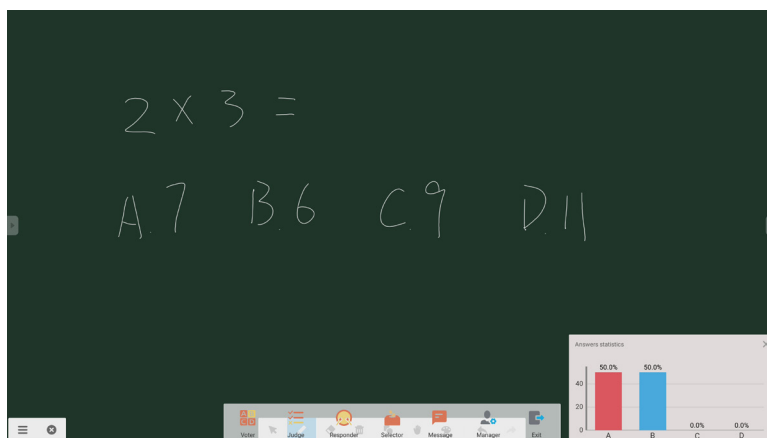 2 × 3 =
A.7 B.6 C.9 D.11
Answers statistics
50.0% 50.0%
40
20
0.0% 0.0%
0
A B C D
Voter Judge Responder Selector Message Manager Exit